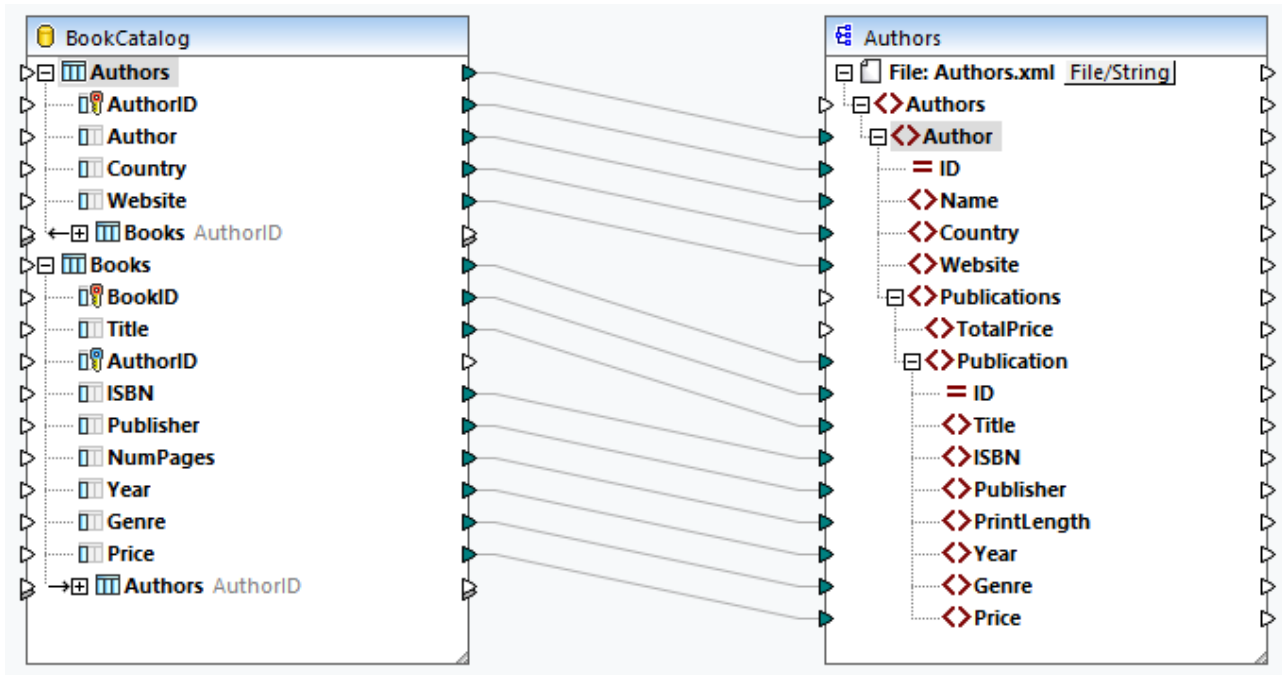 BookCatalog
Authors
AuthorID
Author
Country
Website
Books AuthorID
Books
BookID
Title
AuthorID
ISBN
Publisher
NumPages
Year
Genre
Price
Authors AuthorID
Authors
File: Authors.xml File/String
Authors
Author
ID
Name
Country
Website
Publications
TotalPrice
Publication
ID
Title
ISBN
Publisher
PrintLength
Year
Genre
Price